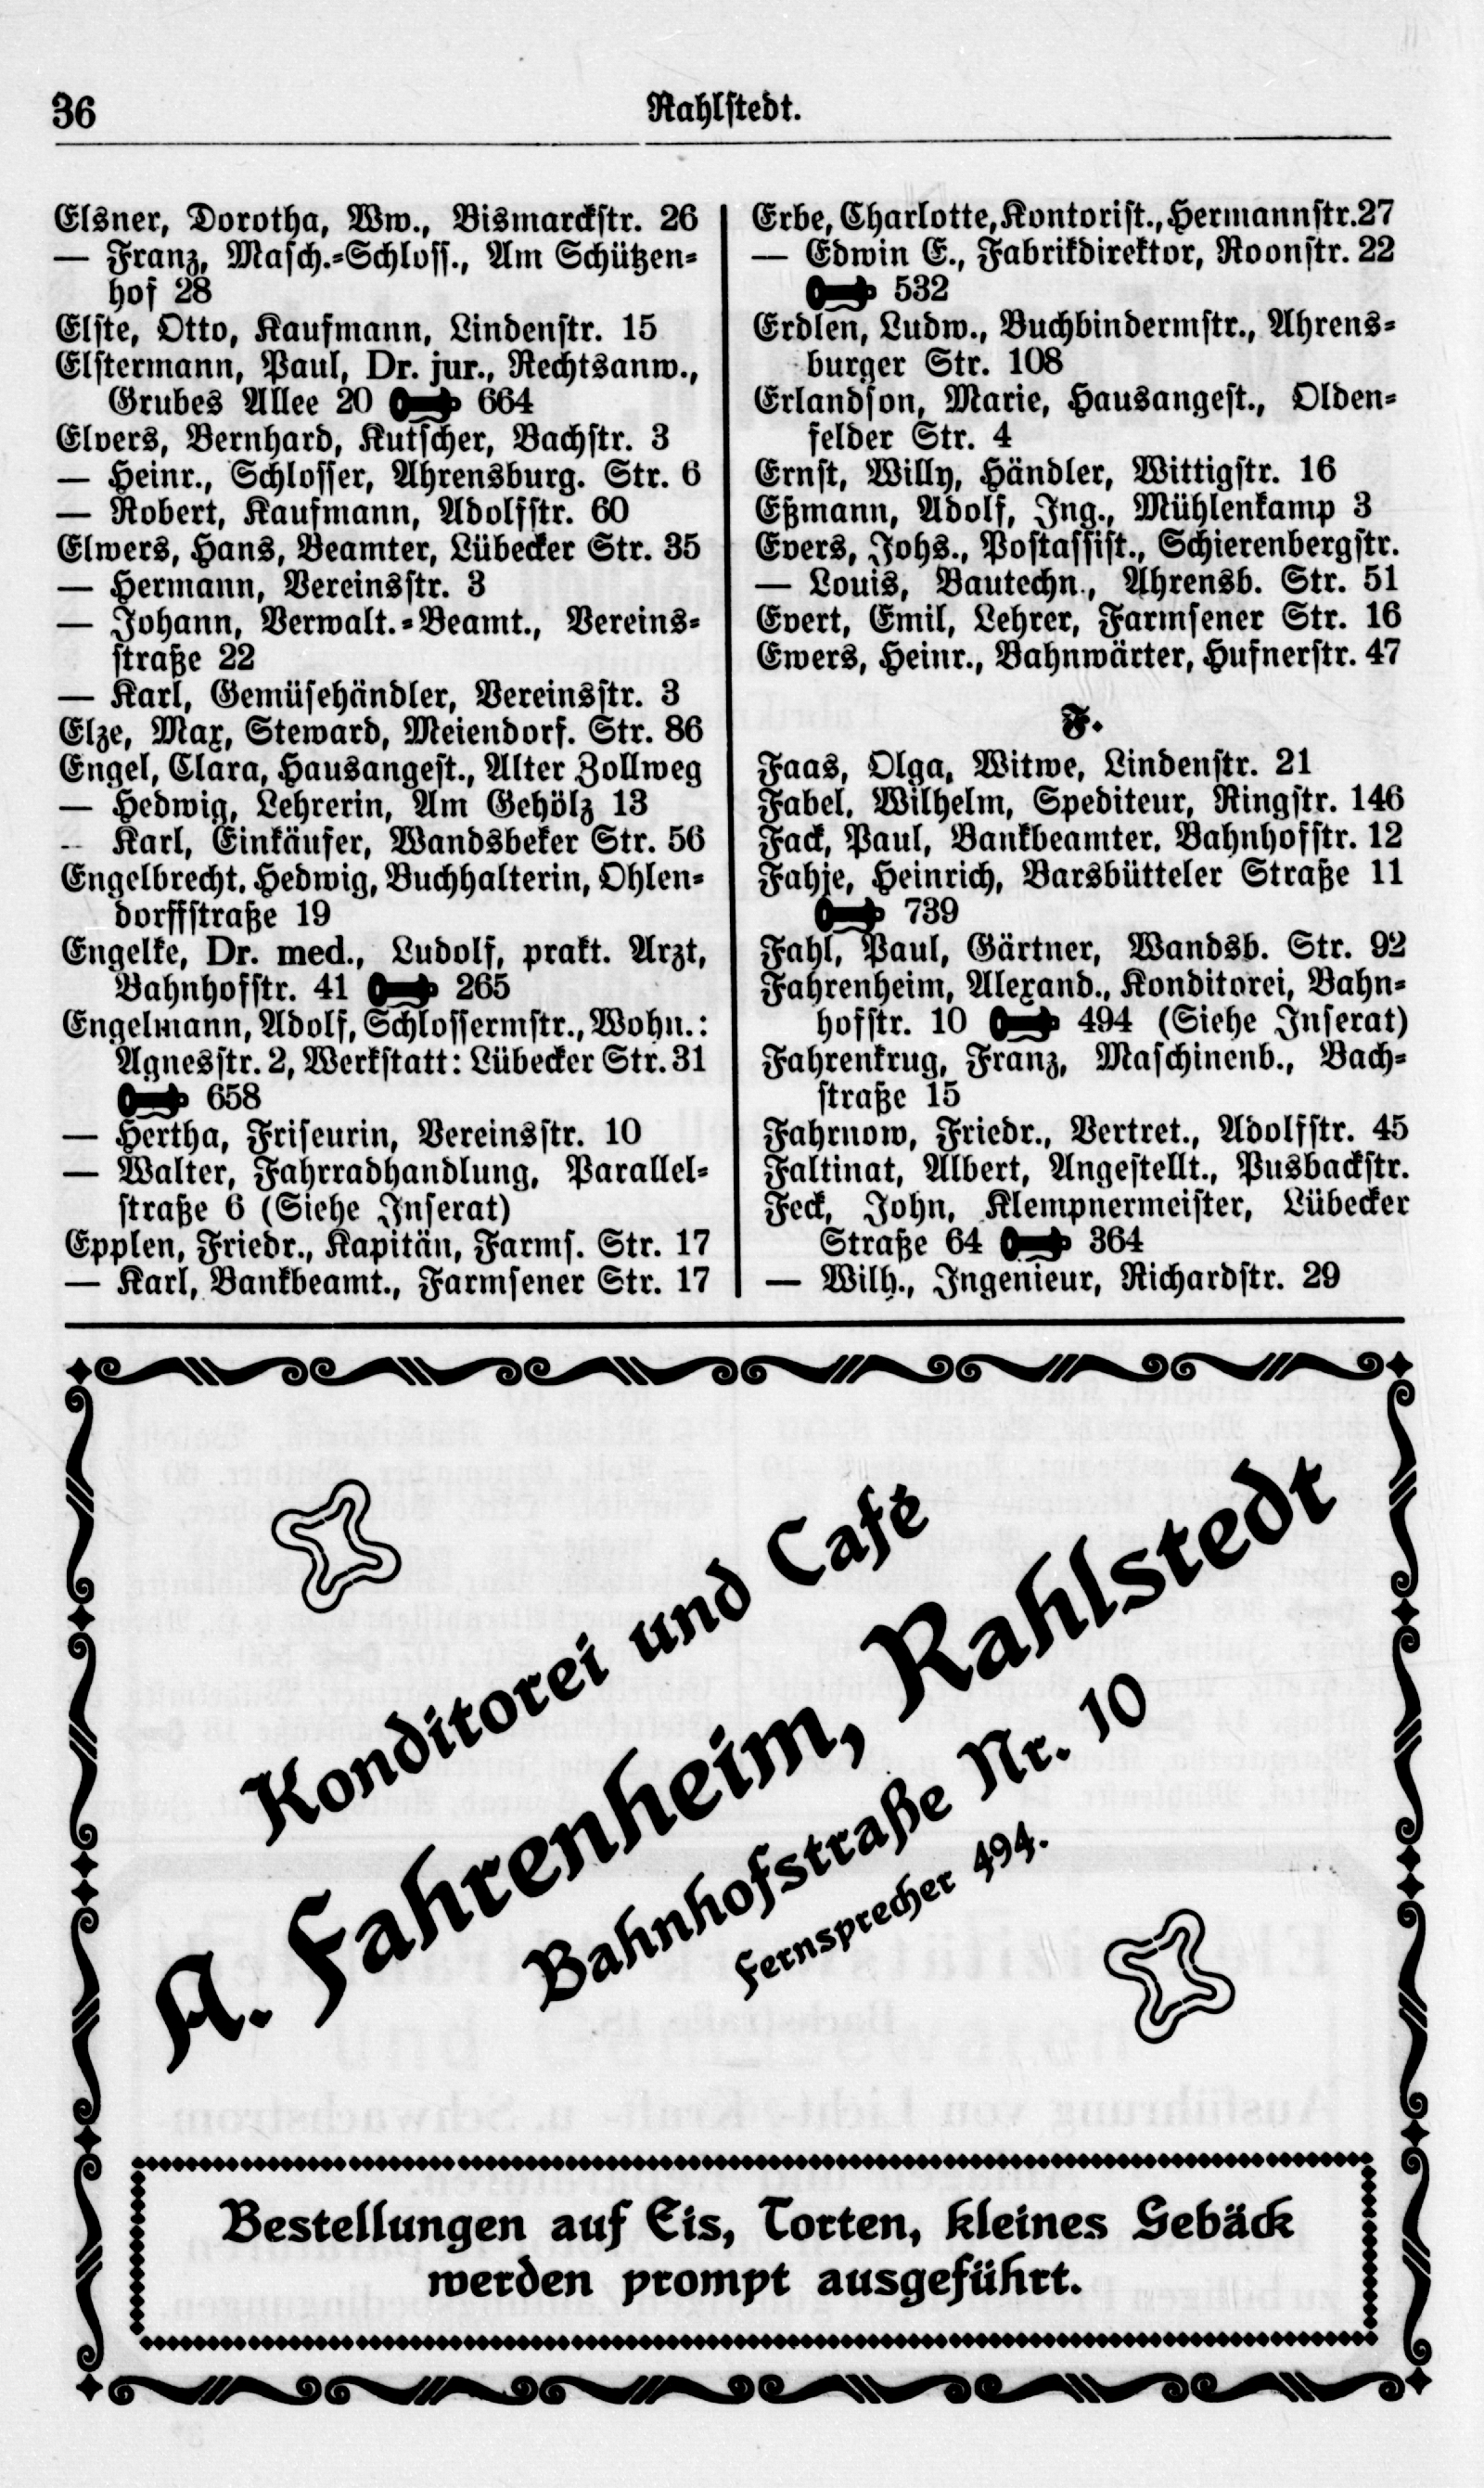 36
Rahlstedt.
Elsner, Dorotha, Ww., Bismarckstr. 26
— Franz, Masch.-Schloss., Am Schützen-
hof 28
Elste, Otto, Kaufmann, Lindenstr. 15
Elstermann, Paul, Dr. jur., Rechtsanw.,
Grubes Allee 20 664
Elvers, Bernhard, Kutscher, Bachstr. 3
— Heinr., Schlosser, Ahrensburg. Str. 6
— Robert, Kaufmann, Adolfstr. 60
Elwers, Hans, Beamter, Lübecker Str. 35
— Hermann, Vereinsstr. 3
— Johann, Verwalt.-Beamt., Vereins-
straße 22
— Karl, Gemüsehändler, Vereinsstr. 3
Elze, Max, Steward, Meiendorf. Str. 86
Engel, Clara, Hausangest., Alter Zollweg
— Hedwig, Lehrerin, Am Gehölz 13
— Karl, Einkäufer, Wandsbeker Str. 56
Engelbrecht, Hedwig, Buchhalterin, Ohlen-
dorffstraße 19
Engelke, Dr. med., Ludolf, prakt. Arzt,
Bahnhofstr. 41 265
Engelmann, Adolf, Schlossermstr., Wohn.:
Agnesstr. 2, Werkstatt: Lübecker Str. 31
658
— Hertha, Friseurin, Vereinsstr. 10
— Walter, Fahrradhandlung, Parallel-
straße 6 (Siehe Inserat)
Epplen, Friedr., Kapitän, Farms. Str. 17
— Karl, Bankbeamt., Farmsener Str. 17
Erbe, Charlotte, Kontorist., Hermannstr. 27
— Edwin E., Fabrikdirektor, Roonstr. 22
532
Erdlen, Ludw., Buchbindermstr., Ahrens-
burger Str. 108
Erlandson, Marie, Hausangest., Olden-
felder Str. 4
Ernst, Willy, Händler, Wittigstr. 16
Eßmann, Adolf, Ing., Mühlenkamp 3
Evers, Johs., Postassist., Schierenbergstr.
— Louis, Bautechn., Ahrensb. Str. 51
Evert, Emil, Lehrer, Farmsener Str. 16
Ewers, Heinr., Bahnwärter, Hufnerstr. 47
F.
Faas, Olga, Witwe, Lindenstr. 21
Fabel, Wilhelm, Spediteur, Ringstr. 146
Fack, Paul, Bankbeamter, Bahnhofstr. 12
Fahje, Heinrich, Barsbütteler Straße 11
739
Fahl, Paul, Gärtner, Wandsb. Str. 92
Fahrenheim, Alexand., Konditorei, Bahn-
hofstr. 10 494 (Siehe Inserat)
Fahrenkrug, Franz, Maschinenb., Bach-
straße 15
Fahrnow, Friedr., Vertret., Adolfstr. 45
Faltinat, Albert, Angestellt., Pusbackstr.
Feck, John, Klempnermeister, Lübecker
Straße 64 364
— Wilh., Ingenieur, Richardstr. 29
Konditorei und Café
A. Fahrenheim, Rahlstedt
Bahnhofstraße Nr. 10
Fernsprecher 494.
Bestellungen auf Eis, Torten, kleines Gebäck
werden prompt ausgeführt.